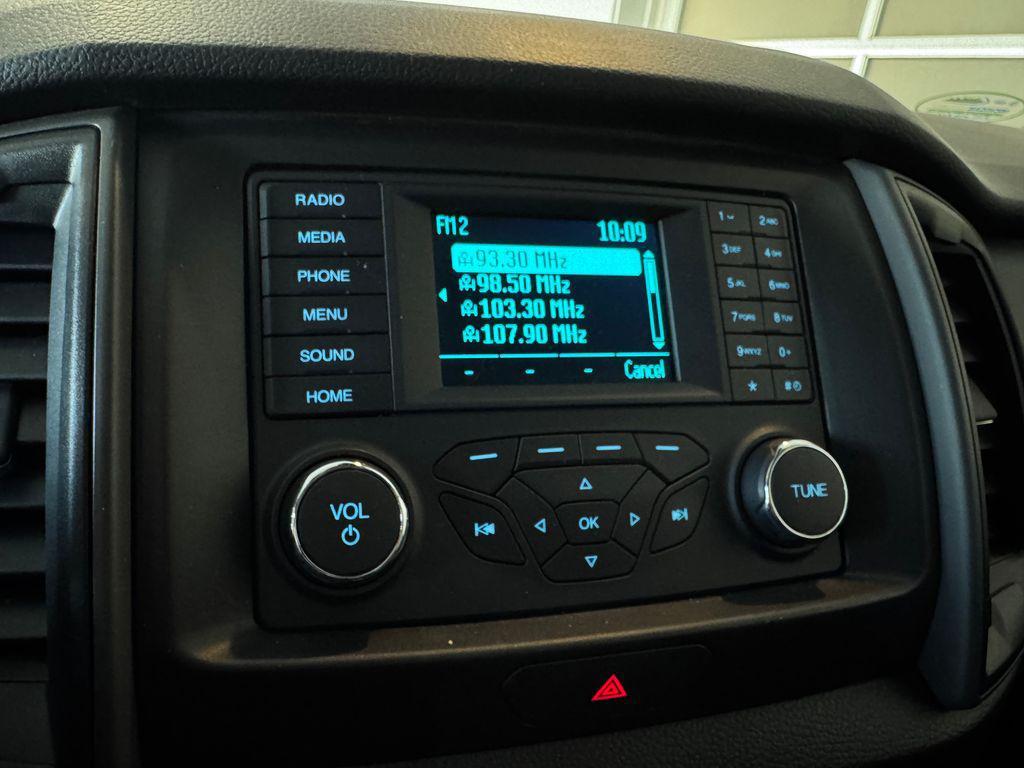 RADIO
MEDIA
PHONE
MENU
SOUND
HOME
FM2 10:09
93.30 MHz
98.50 MHz
103.30 MHz
107.90 MHz
- - - Cancel
1 2 ABC
3 DEF 4 GHI
5 JKL 6 MNO
7 PQRS 8 TUV
9 WXYZ 0+
* #
VOL
OK
TUNE